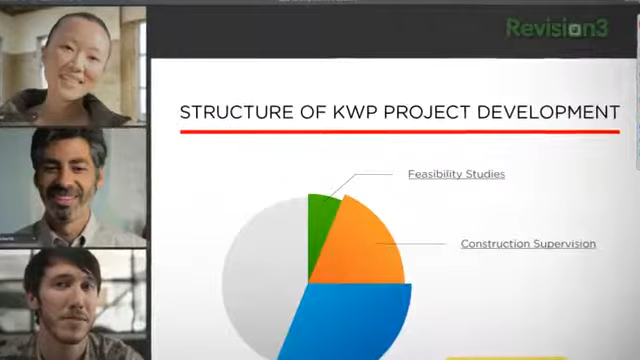 Revision3
STRUCTURE OF KWP PROJECT DEVELOPMENT
Feasibility Studies
Construction Supervision